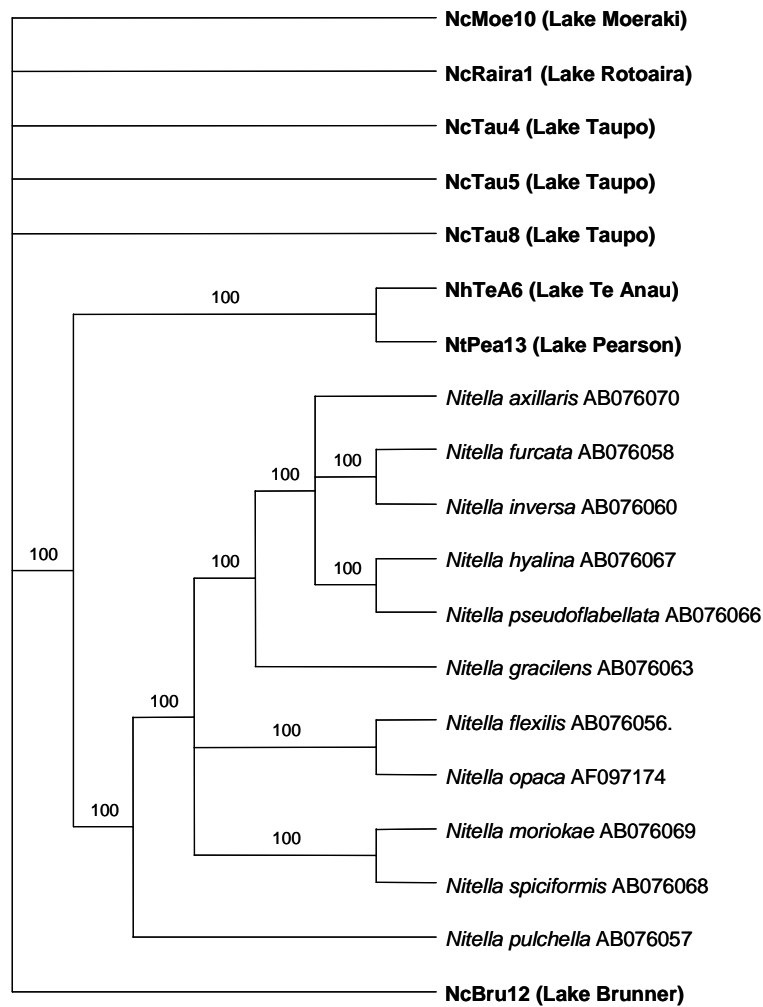 NcMoe10 (Lake Moeraki)
NcRaira1 (Lake Rotoaira)
NcTau4 (Lake Taupo)
NcTau5 (Lake Taupo)
NcTau8 (Lake Taupo)
NhTeA6 (Lake Te Anau)
100
NtPea13 (Lake Pearson)
Nitella axillaris AB076070
Nitella furcata AB076058
100
100
Nitella inversa AB076060
100
Nitella hyalina AB076067
100
100
Nitella pseudoflabellata AB076066
Nitella gracilens AB076063
100
Nitella flexilis AB076056.
100
Nitella opaca AF097174
100
Nitella moriokae AB076069
100
Nitella spiciformis AB076068
Nitella pulchella AB076057
NcBru12 (Lake Brunner)